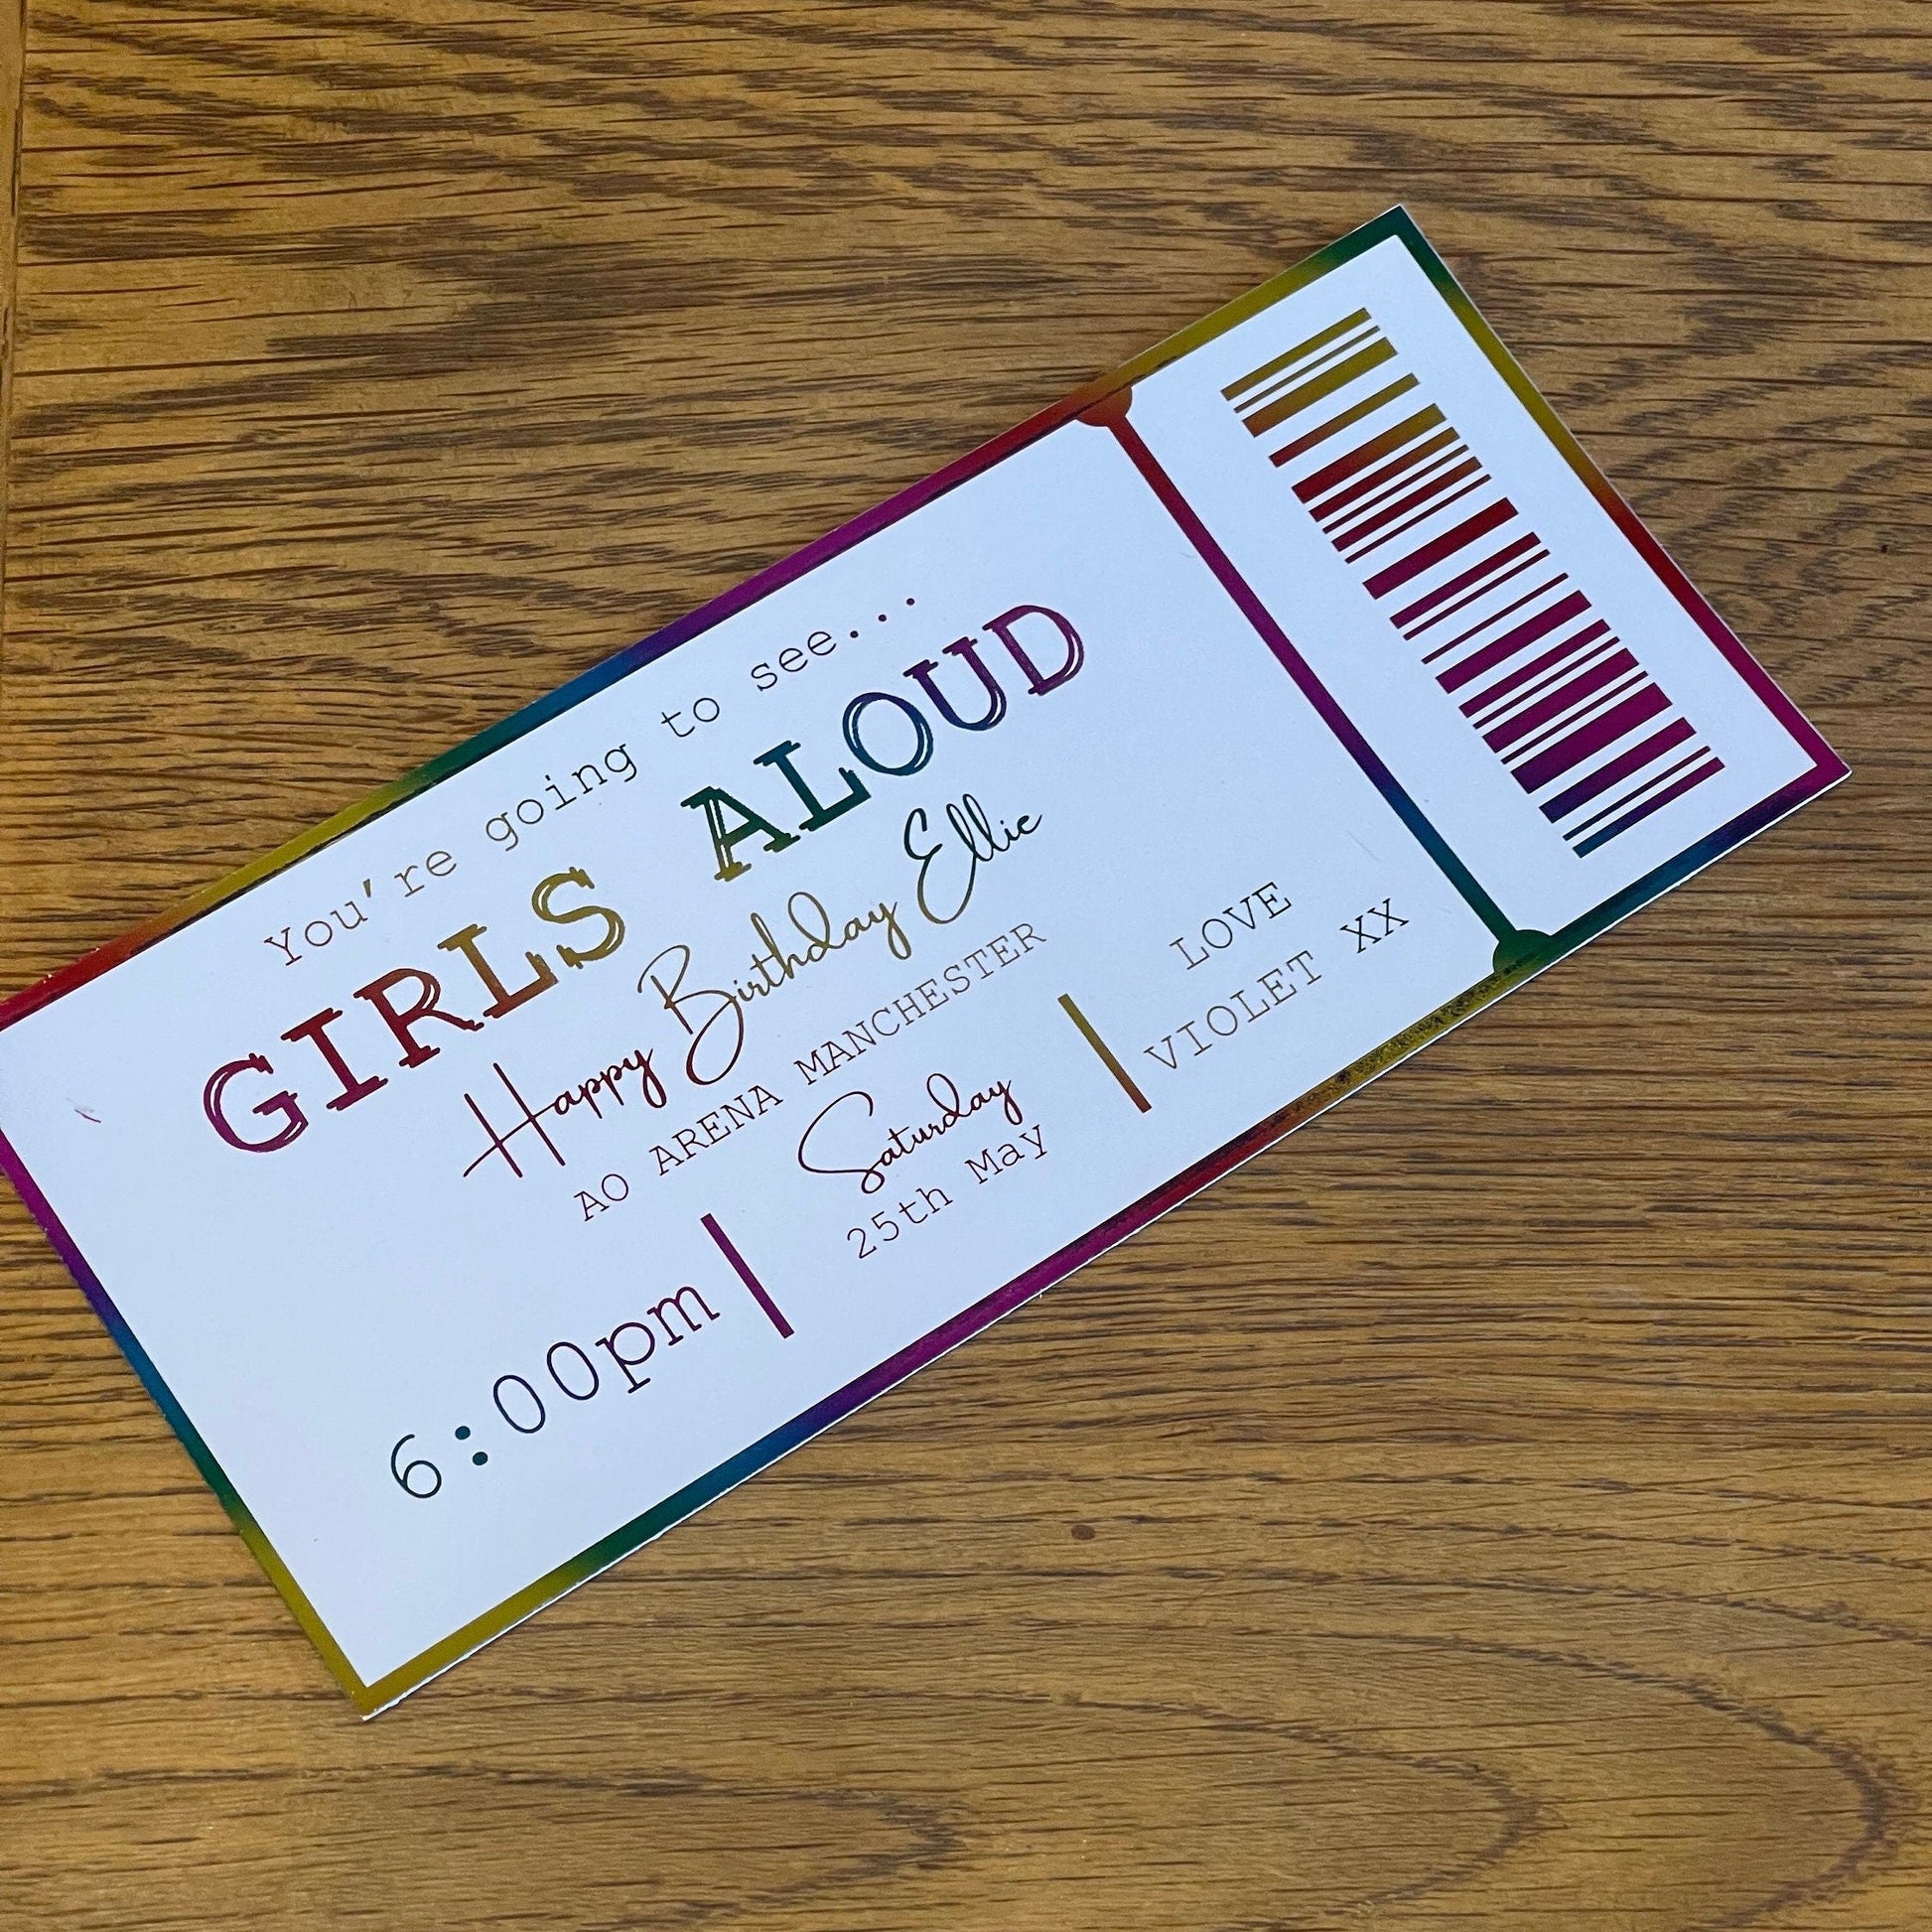 You're going to see...
GIRLS ALOUD
Happy Birthday Ellie
AO ARENA MANCHESTER
6:00pm
Saturday
25th May
LOVE
VIOLET XX